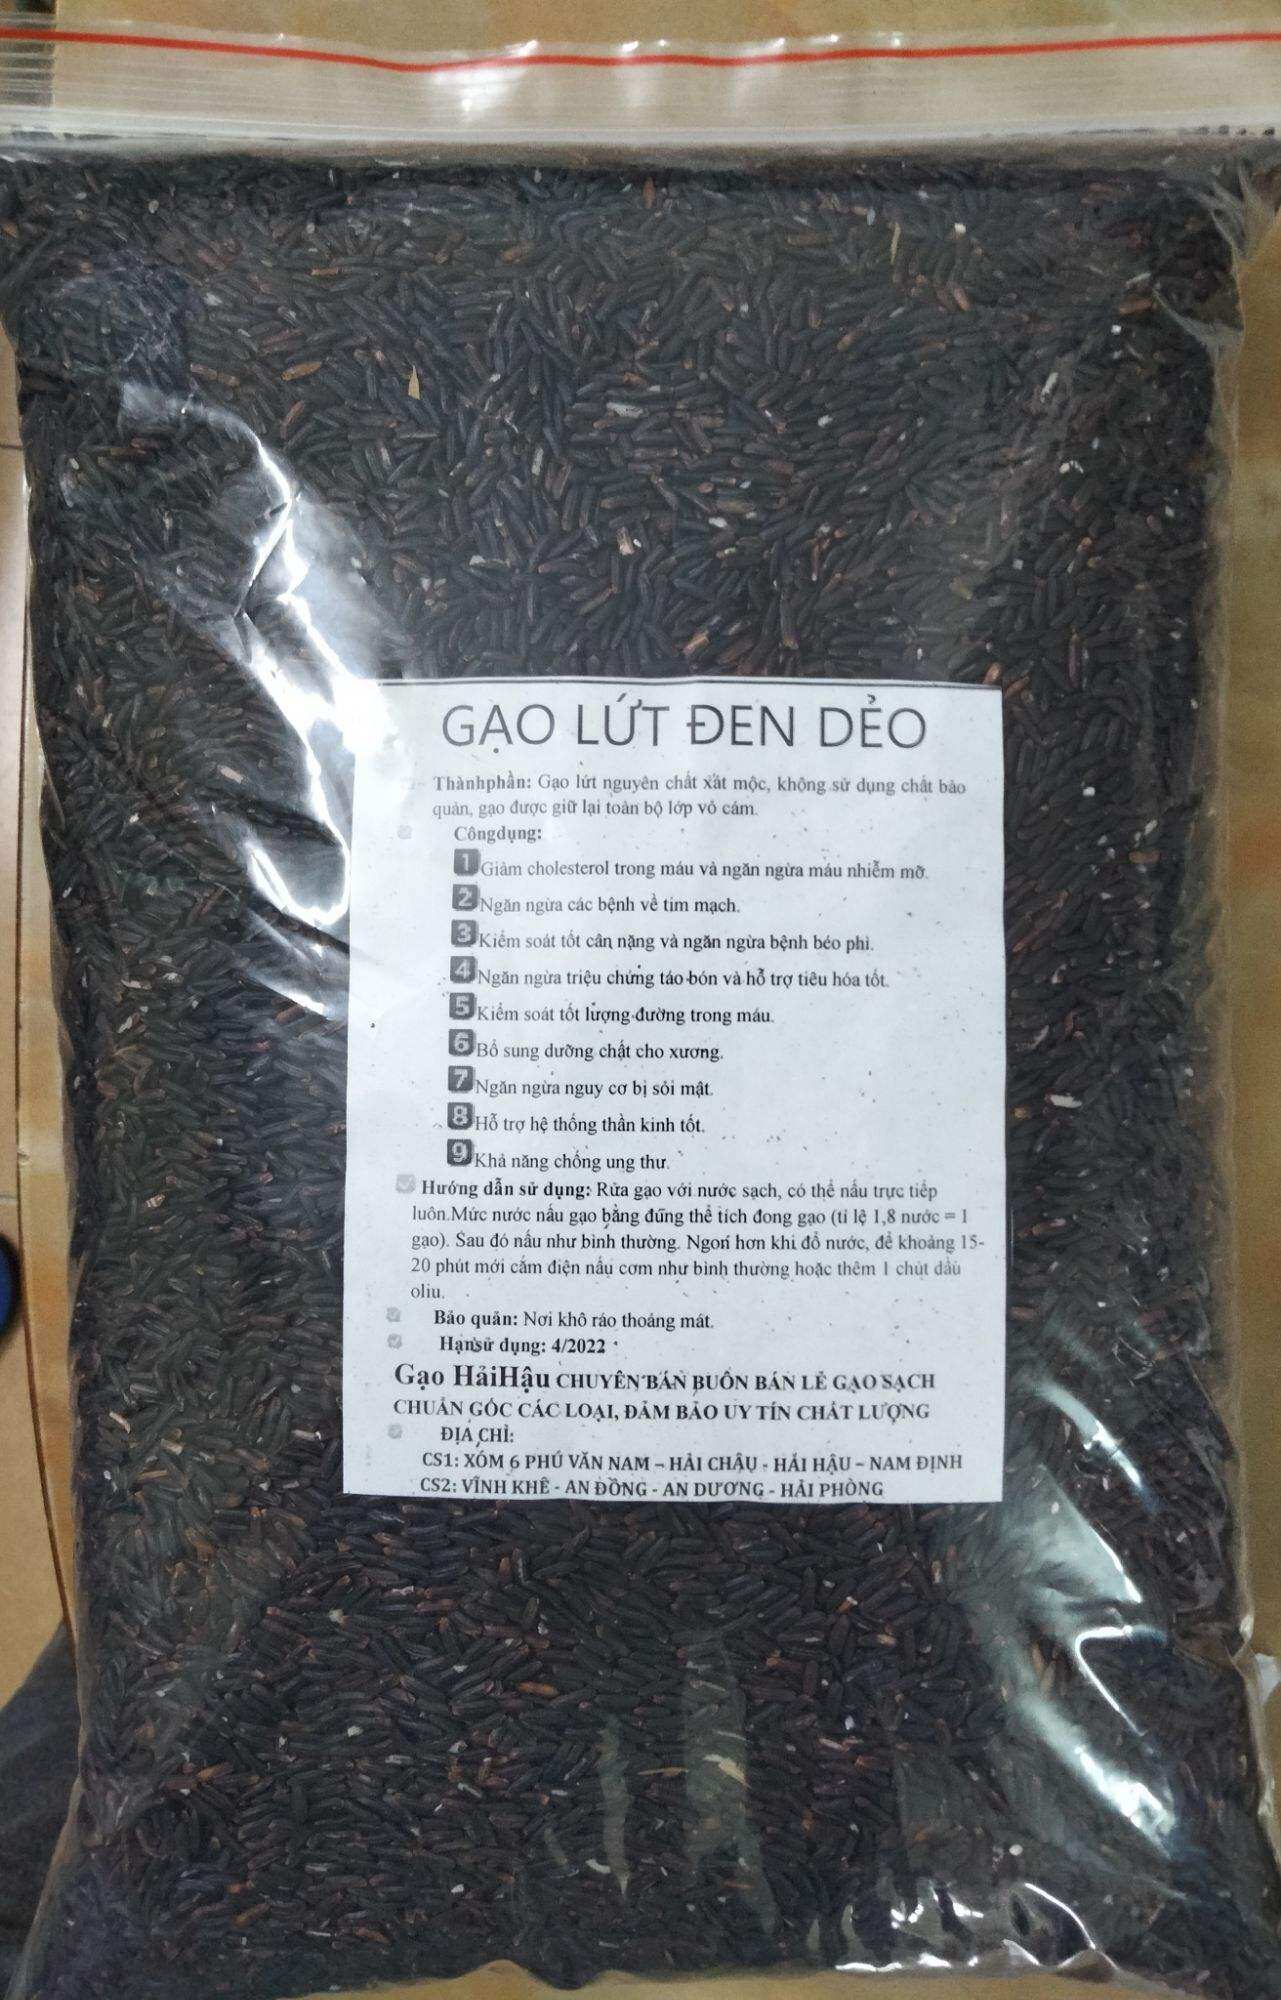 GẠO LỨT ĐEN DẺO
Thànhphần: Gạo lứt nguyên chất xát mộc, không sử dụng chất bảo
quản, gạo được giữ lại toàn bộ lớp vỏ cám.
Côngdụng:
1 Giảm cholesterol trong máu và ngăn ngừa máu nhiễm mỡ.
2 Ngăn ngừa các bệnh về tim mạch.
3 Kiểm soát tốt cân nặng và ngăn ngừa bệnh béo phì.
4 Ngăn ngừa triệu chứng táo bón và hỗ trợ tiêu hóa tốt.
5 Kiểm soát tốt lượng đường trong máu.
6 Bổ sung dưỡng chất cho xương.
7 Ngăn ngừa nguy cơ bị sỏi mật.
8 Hỗ trợ hệ thống thần kinh tốt.
9 Khả năng chống ung thư.
Hướng dẫn sử dụng: Rửa gạo với nước sạch, có thể nấu trực tiếp
luôn.Mức nước nấu gạo bằng đũng thể tích đong gạo (tỉ lệ 1,8 nước = 1
gạo). Sau đó nấu như bình thường. Ngon hơn khi đổ nước, để khoảng 15-
20 phút mới cắm điện nấu cơm như bình thường hoặc thêm 1 chút dầu
oliu.
Bảo quản: Nơi khô ráo thoáng mát.
Hạnsử dụng: 4/2022
Gạo HảiHậu CHUYÊN BÁN BUÔN BÁN LẺ GẠO SẠCH
CHUẨN GỐC CÁC LOẠI, ĐẢM BẢO UY TÍN CHẤT LƯỢNG
ĐỊA CHỈ:
CS1: XÓM 6 PHÚ VĂN NAM – HẢI CHÂU - HẢI HẬU – NAM ĐỊNH
CS2: VĨNH KHÊ - AN ĐỒNG - AN DƯƠNG - HẢI PHÒNG